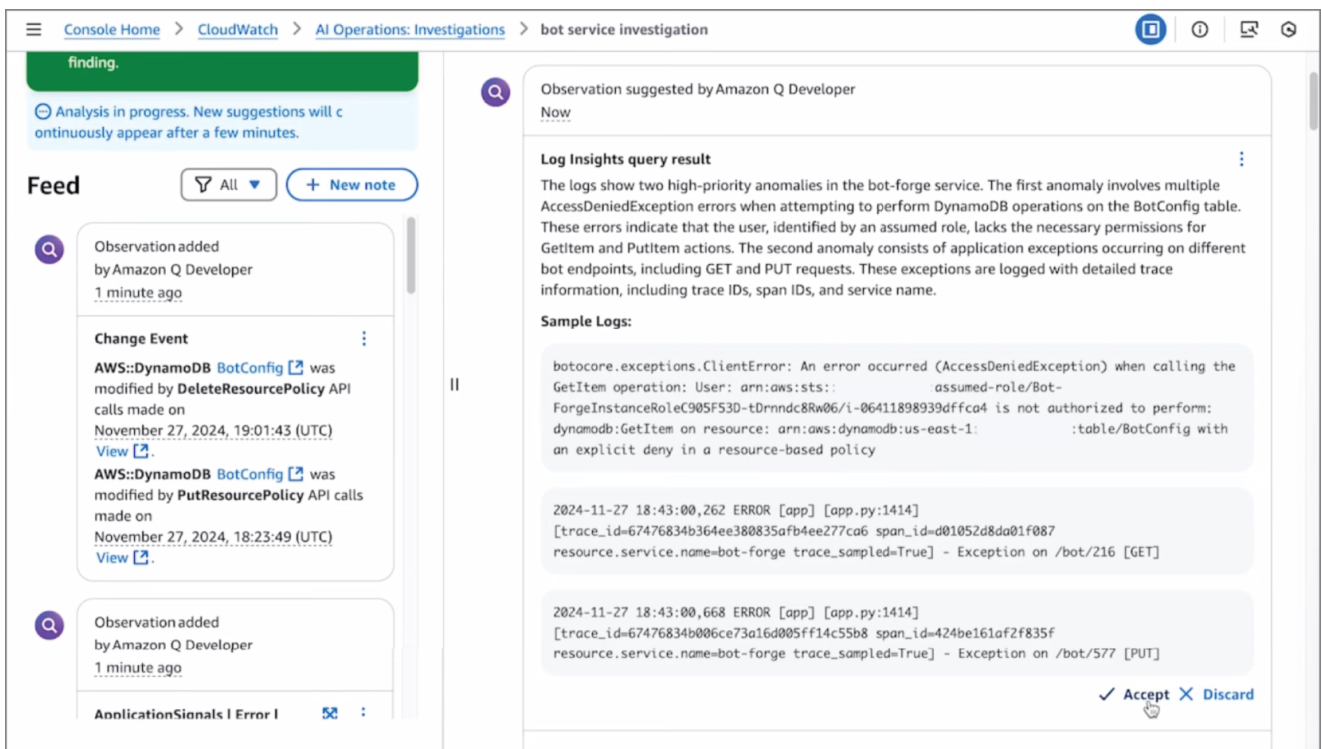 Console Home > CloudWatch > AI Operations: Investigations > bot service investigation
finding.
Analysis in progress. New suggestions will c
ontinuously appear after a few minutes.
Feed
All
+ New note
Observation added
by Amazon Q Developer
1 minute ago
Change Event
AWS::DynamoDB BotConfig was
modified by DeleteResourcePolicy API
calls made on
November 27, 2024, 19:01:43 (UTC)
View .
AWS::DynamoDB BotConfig was
modified by PutResourcePolicy API calls
made on
November 27, 2024, 18:23:49 (UTC)
View .
Observation added
by Amazon Q Developer
1 minute ago
ApplicationSignals | Error |
Observation suggested by Amazon Q Developer
Now
Log Insights query result
The logs show two high-priority anomalies in the bot-forge service. The first anomaly involves multiple
AccessDeniedException errors when attempting to perform DynamoDB operations on the BotConfig table.
These errors indicate that the user, identified by an assumed role, lacks the necessary permissions for
GetItem and PutItem actions. The second anomaly consists of application exceptions occurring on different
bot endpoints, including GET and PUT requests. These exceptions are logged with detailed trace
information, including trace IDs, span IDs, and service name.
Sample Logs:
botocore.exceptions.ClientError: An error occurred (AccessDeniedException) when calling the
GetItem operation: User: arn:aws:sts:: assumed-role/Bot-
ForgeInstanceRoleC905F53D-tDrnndc8Rw06/i-06411898939dffca4 is not authorized to perform:
dynamodb:GetItem on resource: arn:aws:dynamodb:us-east-1: :table/BotConfig with
an explicit deny in a resource-based policy
2024-11-27 18:43:00,262 ERROR [app] [app.py:1414]
[trace_id=67476834b364ee380835afb4ee277ca6 span_id=d01052d8da01f087
resource.service.name=bot-forge trace_sampled=True] - Exception on /bot/216 [GET]
2024-11-27 18:43:00,668 ERROR [app] [app.py:1414]
[trace_id=67476834b006ce73a16d005ff14c55b8 span_id=424be161af2f835f
resource.service.name=bot-forge trace_sampled=True] - Exception on /bot/577 [PUT]
Accept
Discard